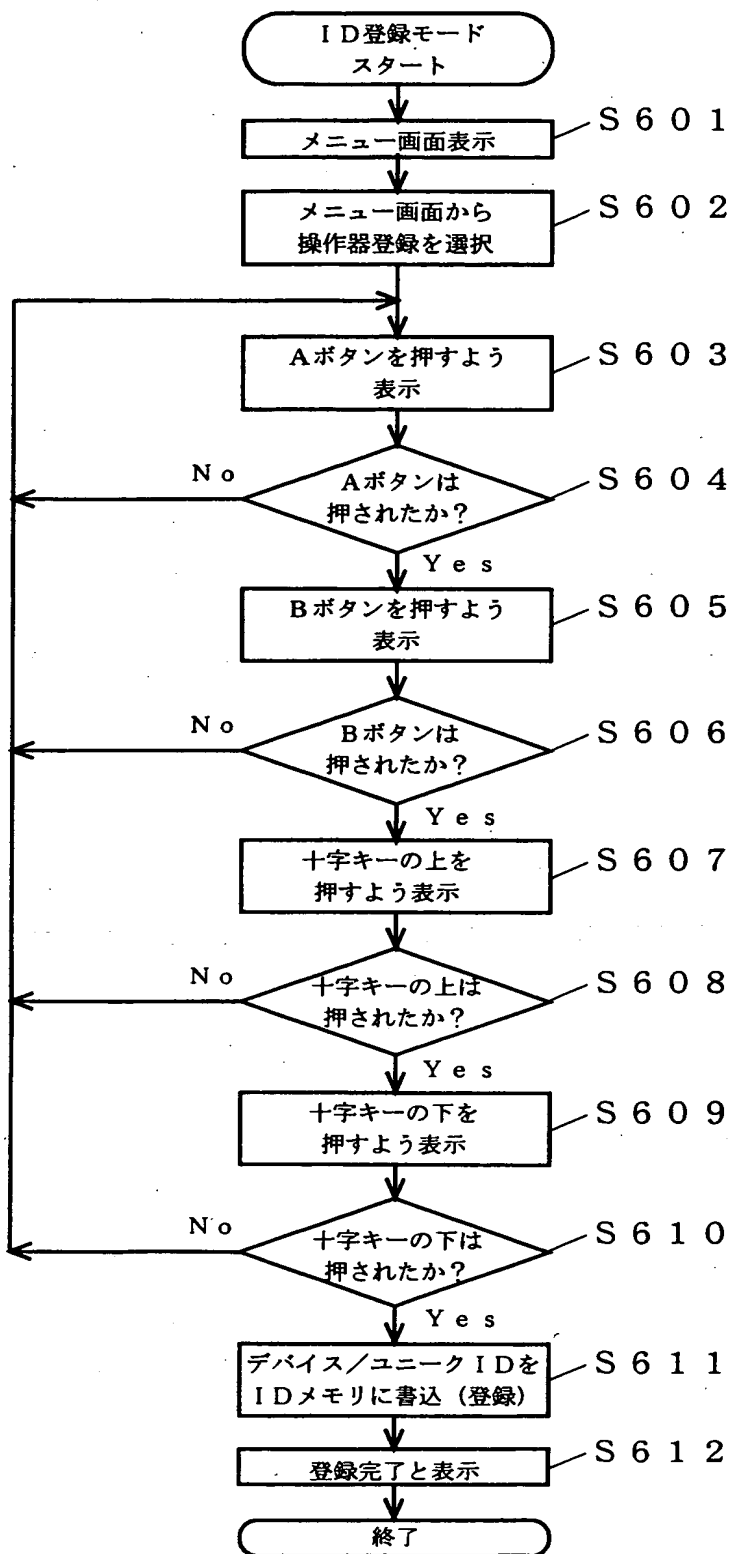 ＩＤ登録モード
スタート
メニュー画面表示
Ｓ６０１
メニュー画面から
操作器登録を選択
Ｓ６０２
Ａボタンを押すよう
表示
Ｓ６０３
Ｎｏ
Ａボタンは
押されたか？
Ｓ６０４
Ｙｅｓ
Ｂボタンを押すよう
表示
Ｓ６０５
Ｎｏ
Ｂボタンは
押されたか？
Ｓ６０６
Ｙｅｓ
十字キーの上を
押すよう表示
Ｓ６０７
Ｎｏ
十字キーの上は
押されたか？
Ｓ６０８
Ｙｅｓ
十字キーの下を
押すよう表示
Ｓ６０９
Ｎｏ
十字キーの下は
押されたか？
Ｓ６１０
Ｙｅｓ
デバイス／ユニークＩＤを
ＩＤメモリに書込（登録）
Ｓ６１１
登録完了と表示
Ｓ６１２
終了